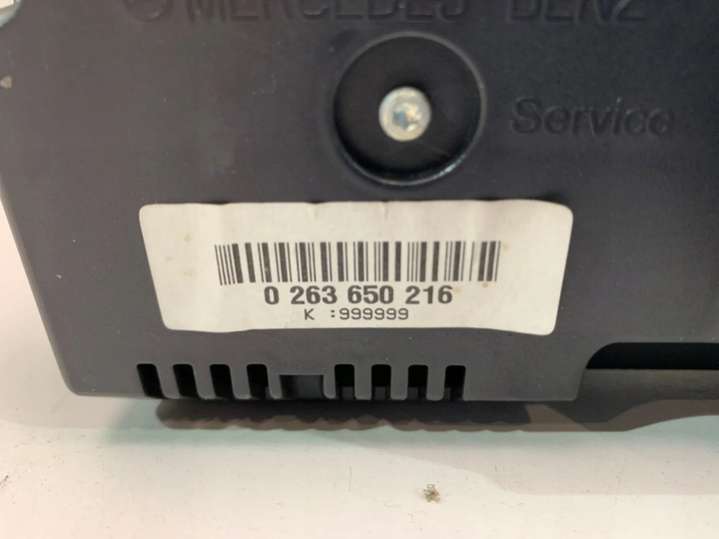 MERCEDES BENZ
Service
0 263 650 216
K :999999